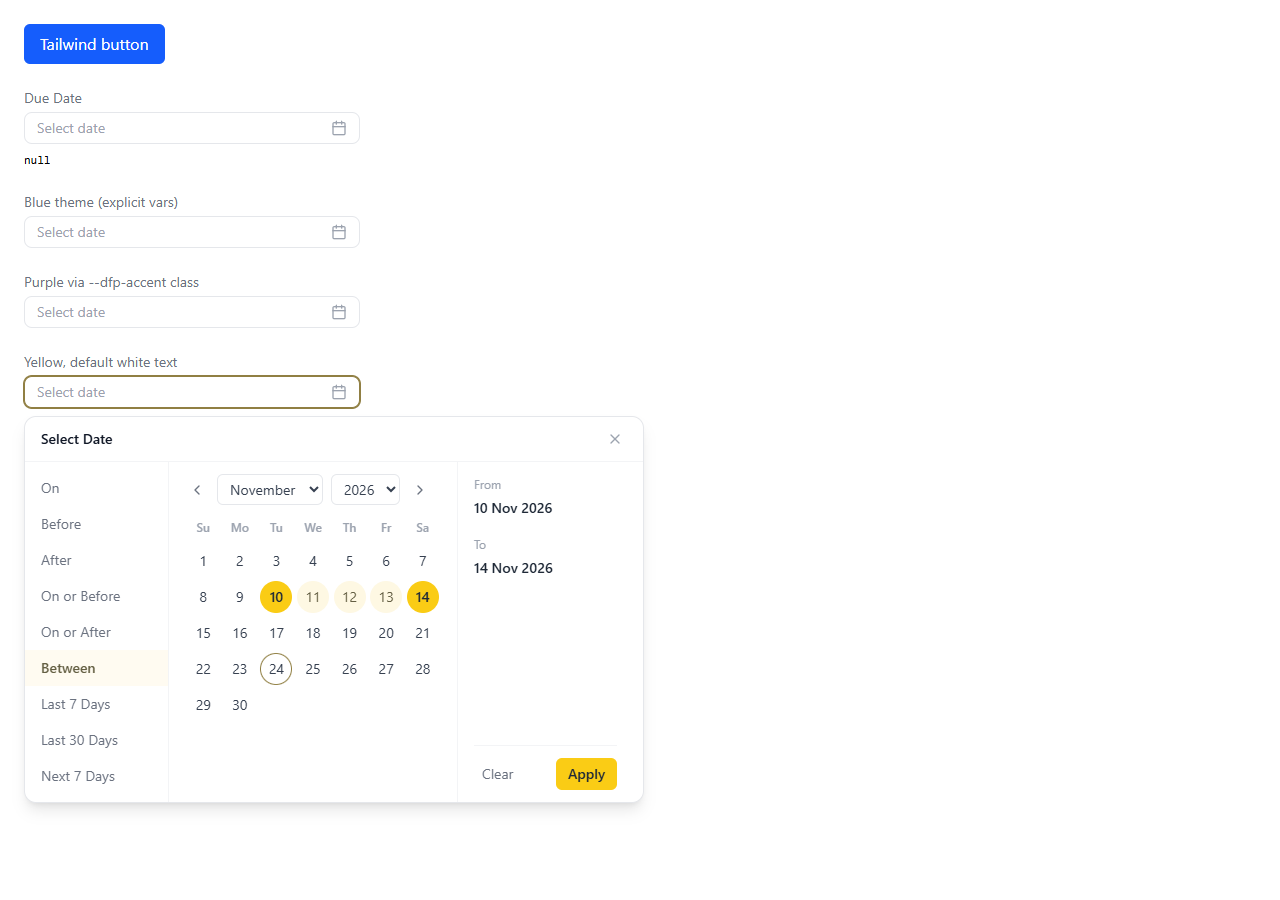 Tailwind button
Due Date
Select date
null
Blue theme (explicit vars)
Select date
Purple via --dfp-accent class
Select date
Yellow, default white text
Select date
Select Date
On
Before
After
On or Before
On or After
Between
Last 7 Days
Last 30 Days
Next 7 Days
November 2026
Su Mo Tu We Th Fr Sa
1 2 3 4 5 6 7
8 9 10 11 12 13 14
15 16 17 18 19 20 21
22 23 24 25 26 27 28
29 30
From
10 Nov 2026
To
14 Nov 2026
Clear Apply